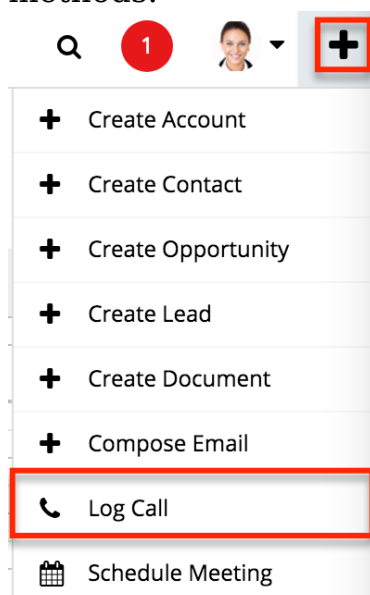 methods:
1
Create Account
Create Contact
Create Opportunity
Create Lead
Create Document
Compose Email
Log Call
Schedule Meeting